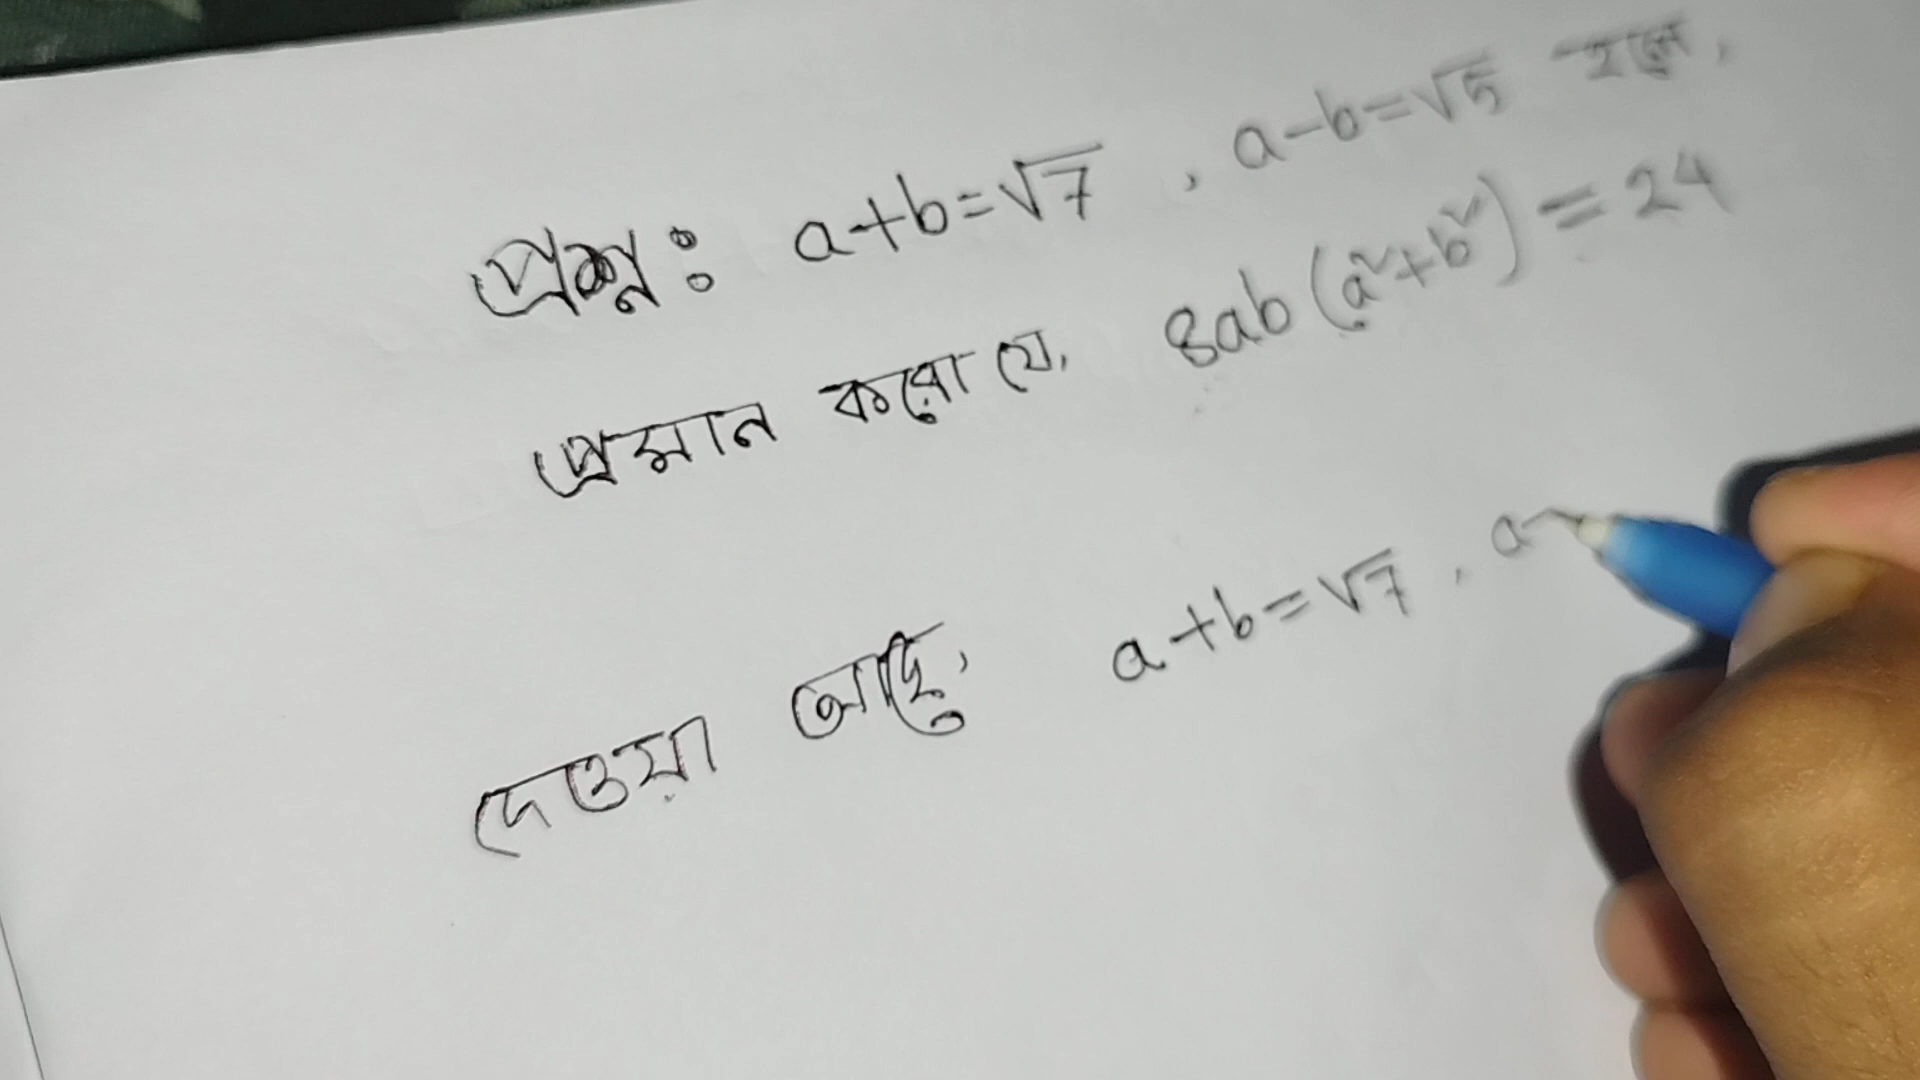 প্রশ্নঃ a+b=√7 , a-b=√5 হলে,
প্রমান করো যে, 8ab(a²+b²) = 24
দেওয়া আছে, a+b=√7 , a-